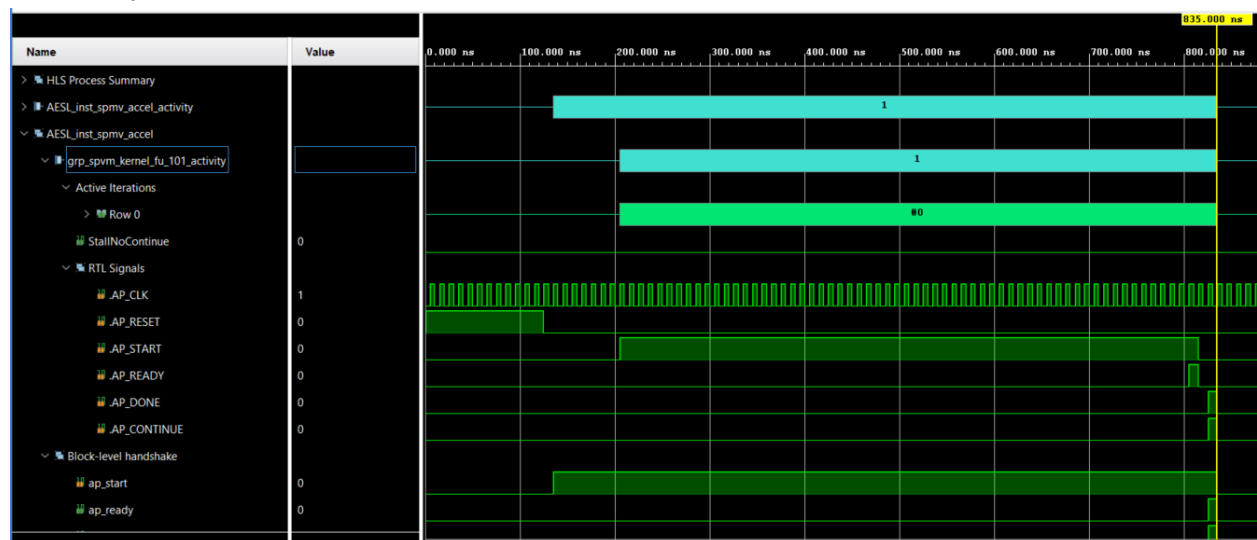 835.000 ns
Name Value 0.000 ns 100.000 ns 200.000 ns 300.000 ns 400.000 ns 500.000 ns 600.000 ns 700.000 ns 800.000 ns
HLS Process Summary
AESL_inst_spmv_accel_activity 1
AESL_inst_spmv_accel
grp_spvm_kernel_fu_101_activity 1
Active Iterations
Row 0 #0
StallNoContinue 0
RTL Signals
.AP_CLK 1
.AP_RESET 0
.AP_START 0
.AP_READY 0
.AP_DONE 0
.AP_CONTINUE 0
Block-level handshake
ap_start 0
ap_ready 0